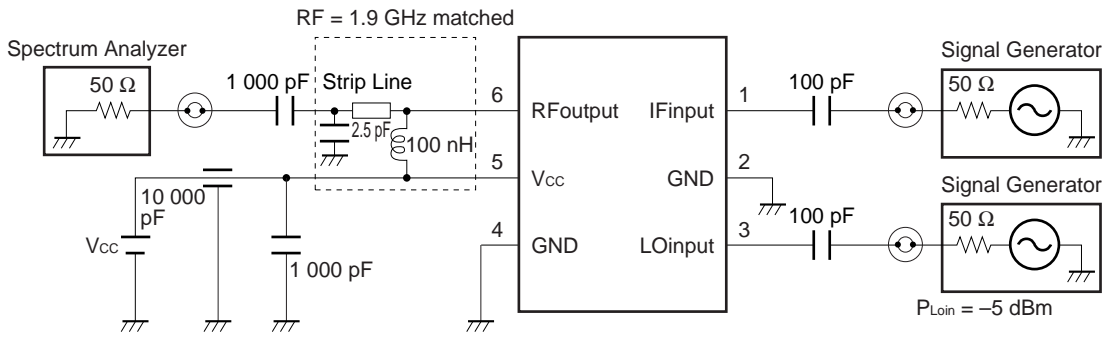 RF = 1.9 GHz matched
Spectrum Analyzer
50 Ω
1 000 pF
Strip Line
2.5 pF
100 nH
6
RFoutput
5
VCC
4
GND
IFinput
1
GND
2
LOinput
3
100 pF
Signal Generator
50 Ω
100 pF
Signal Generator
50 Ω
PLoin = –5 dBm
10 000
pF
VCC
1 000 pF